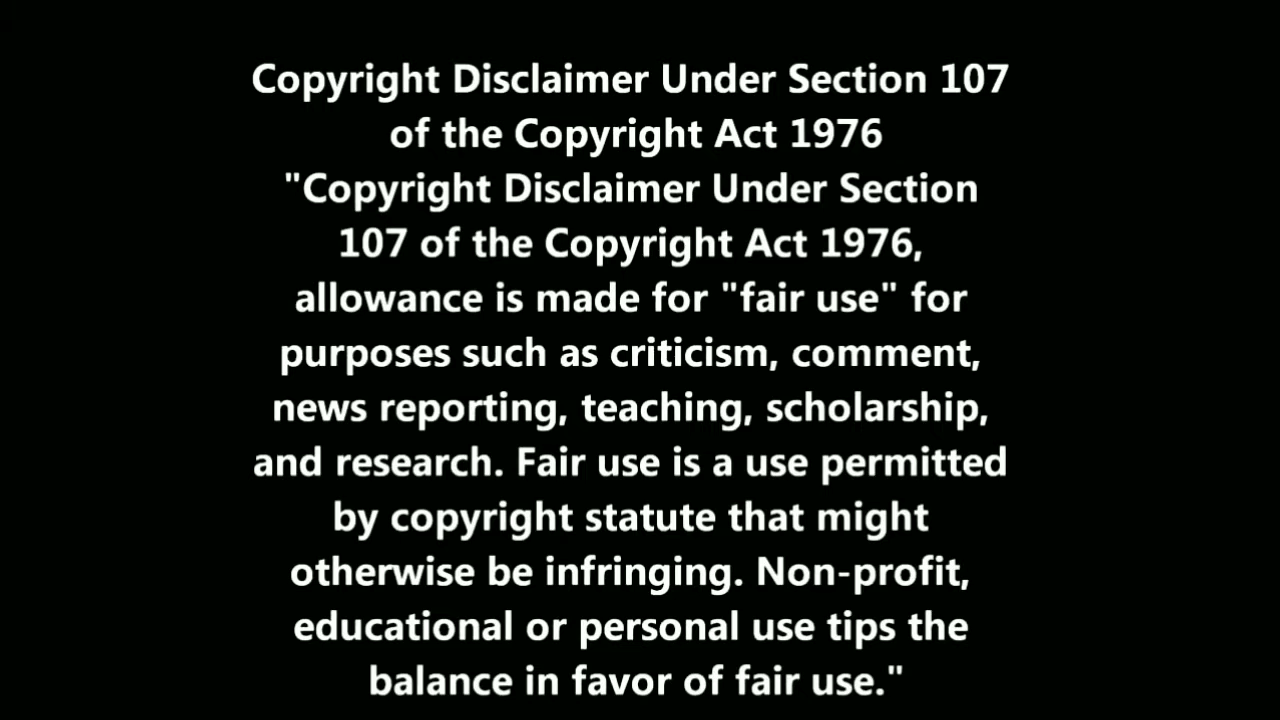 Copyright Disclaimer Under Section 107
of the Copyright Act 1976
"Copyright Disclaimer Under Section
107 of the Copyright Act 1976,
allowance is made for "fair use" for
purposes such as criticism, comment,
news reporting, teaching, scholarship,
and research. Fair use is a use permitted
by copyright statute that might
otherwise be infringing. Non-profit,
educational or personal use tips the
balance in favor of fair use."